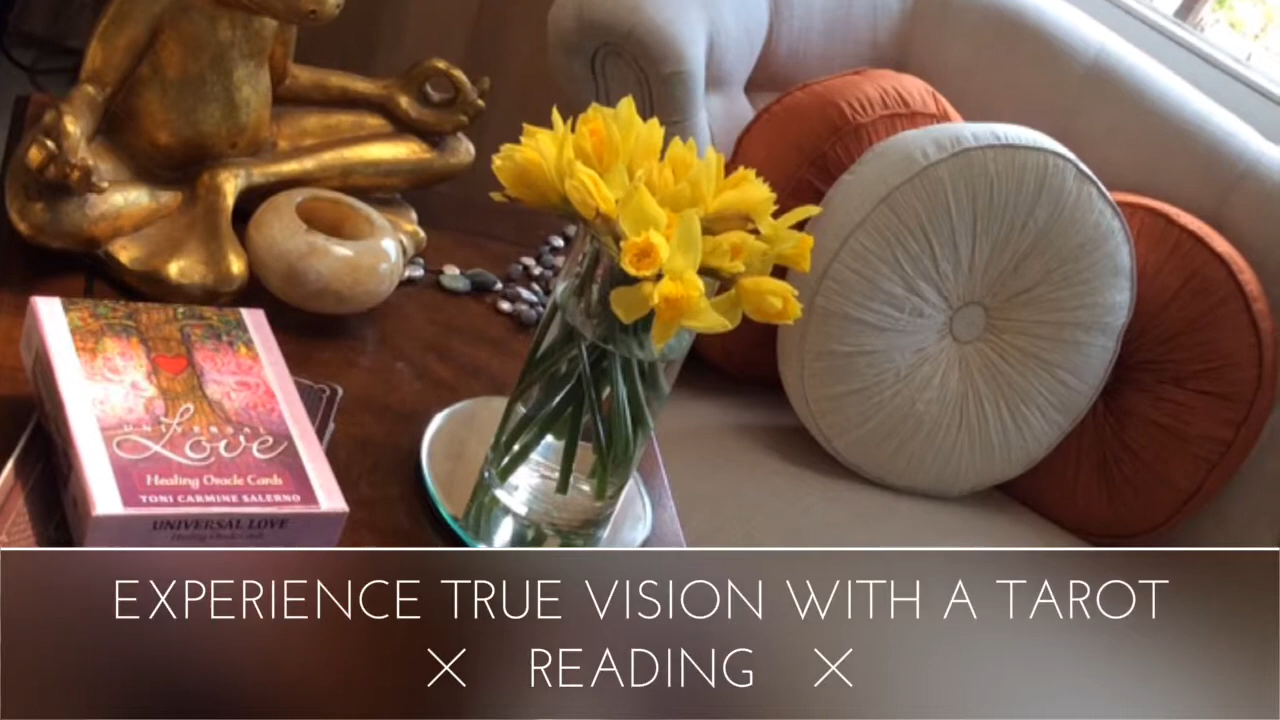 UNIVERSAL
Love
Healing Oracle Cards
TONI CARMINE SALERNO
UNIVERSAL LOVE
Healing Oracle Cards
EXPERIENCE TRUE VISION WITH A TAROT
READING